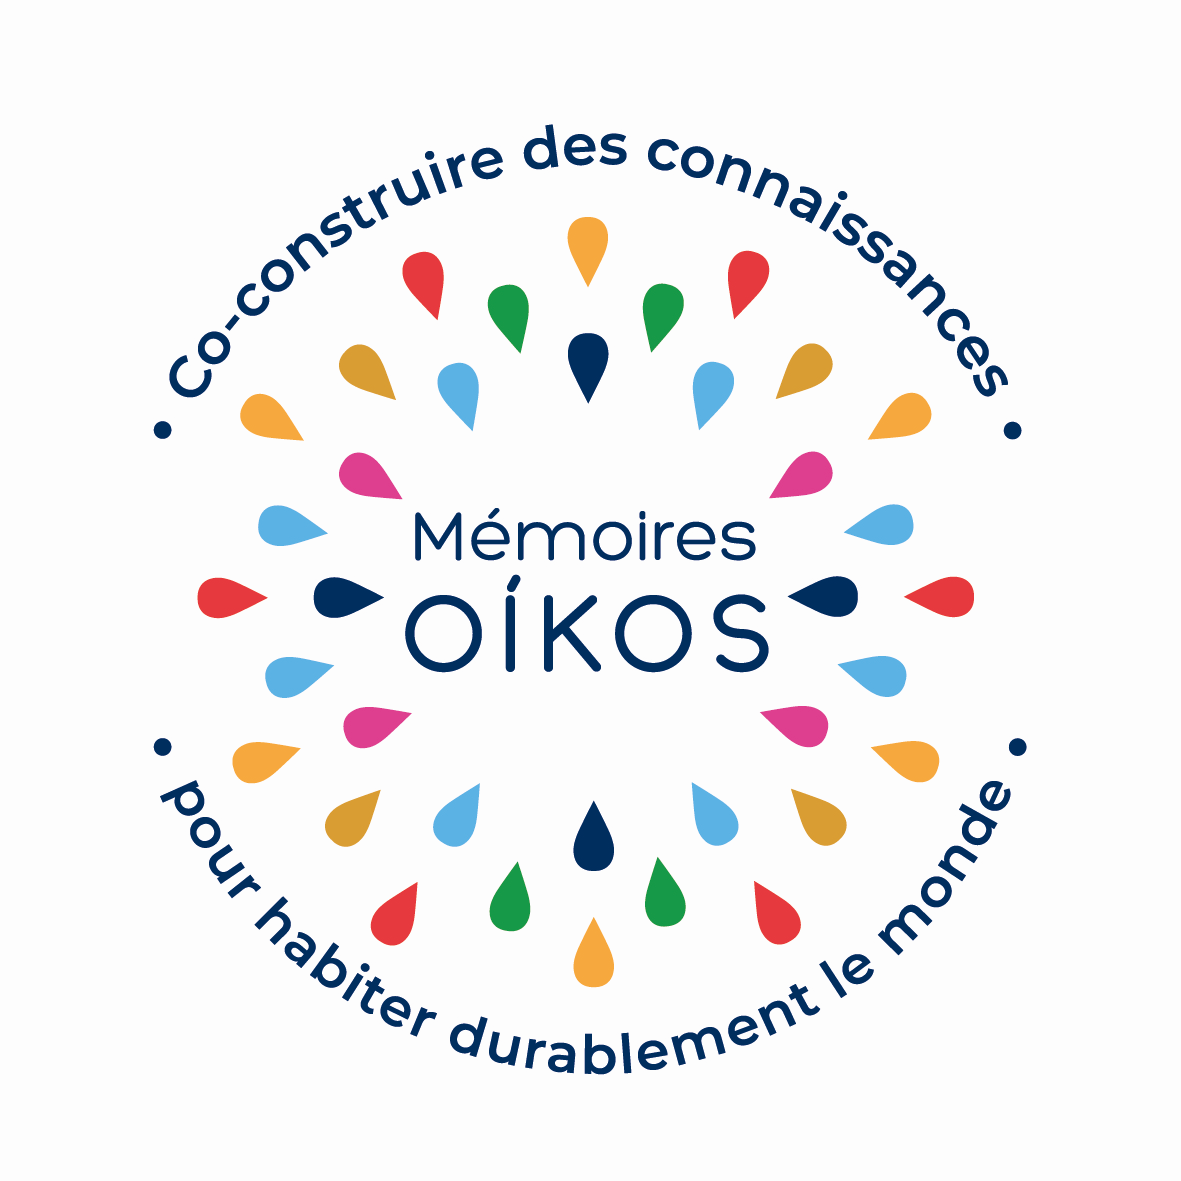 Co-construire des connaissances
Mémoires
OÍKOS
pour habiter durablement le monde